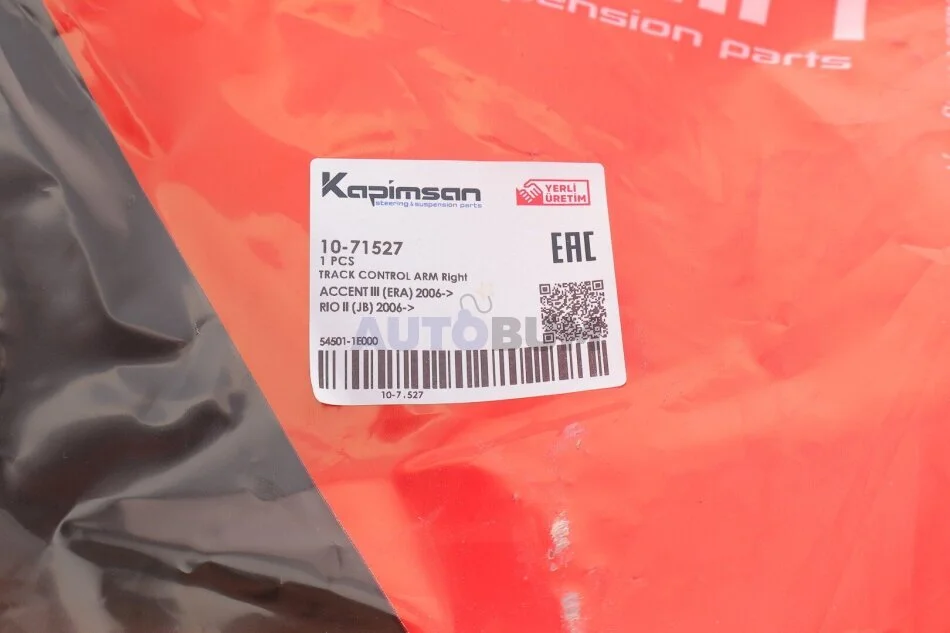 parts
Kapimsan
steering & suspension parts
YERLİ
ÜRETİM
10-71527
1 PCS
TRACK CONTROL ARM Right
EAC
ACCENT III (ERA) 2006->
RIO II (JB) 2006->
54501-1E000
10-7.527